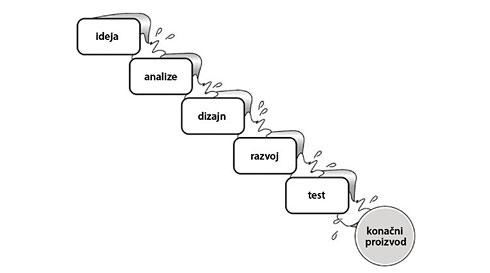 ideja
analize
dizajn
razvoj
test
konačni
proizvod